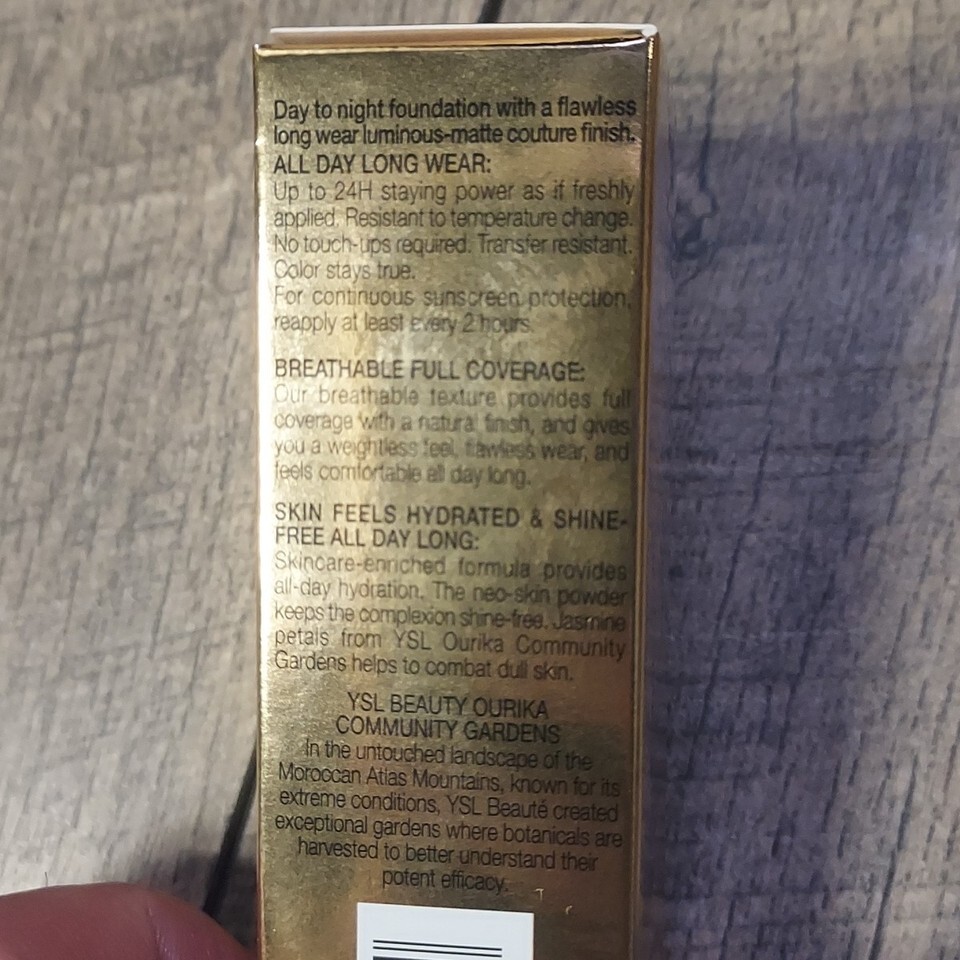 Day to night foundation with a flawless
long wear luminous-matte couture finish.
ALL DAY LONG WEAR:
Up to 24H staying power as if freshly
applied. Resistant to temperature change.
No touch-ups required. Transfer resistant.
Color stays true.
For continuous sunscreen protection,
reapply at least every 2 hours.
BREATHABLE FULL COVERAGE:
Our breathable texture provides full
coverage with a natural finish, and gives
you a weightless feel, flawless wear, and
feels comfortable all day long.
SKIN FEELS HYDRATED & SHINE-
FREE ALL DAY LONG:
Skincare-enriched formula provides
all-day hydration. The neo-skin powder
keeps the complexion shine-free. Jasmine
petals from YSL Ourika Community
Gardens helps to combat dull skin.
YSL BEAUTY OURIKA
COMMUNITY GARDENS
In the untouched landscape of the
Moroccan Atlas Mountains, known for its
extreme conditions, YSL Beauté created
exceptional gardens where botanicals are
harvested to better understand their
potent efficacy.